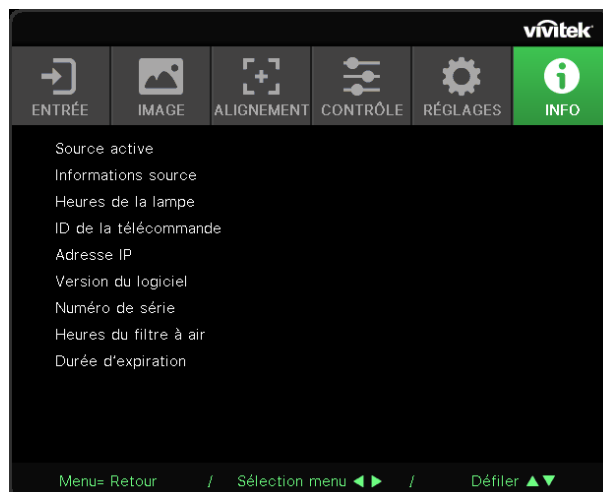 vivitek
ENTRÉE IMAGE ALIGNEMENT CONTRÔLE RÉGLAGES INFO
Source active
Informations source
Heures de la lampe
ID de la télécommande
Adresse IP
Version du logiciel
Numéro de série
Heures du filtre à air
Durée d'expiration
Menu= Retour / Sélection menu ◀ ▶ / Défiler ▲▼